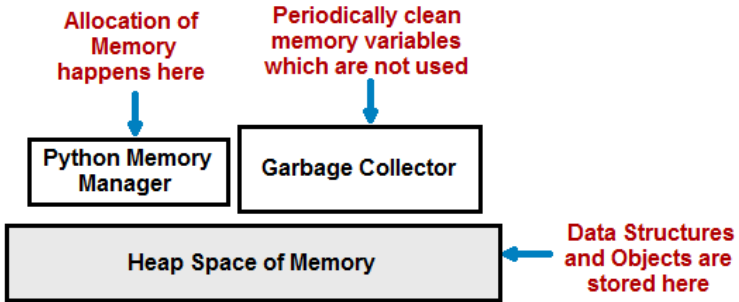 Allocation of
Memory
happens here
Periodically clean
memory variables
which are not used
Python Memory
Manager
Garbage Collector
Heap Space of Memory
Data Structures
and Objects are
stored here